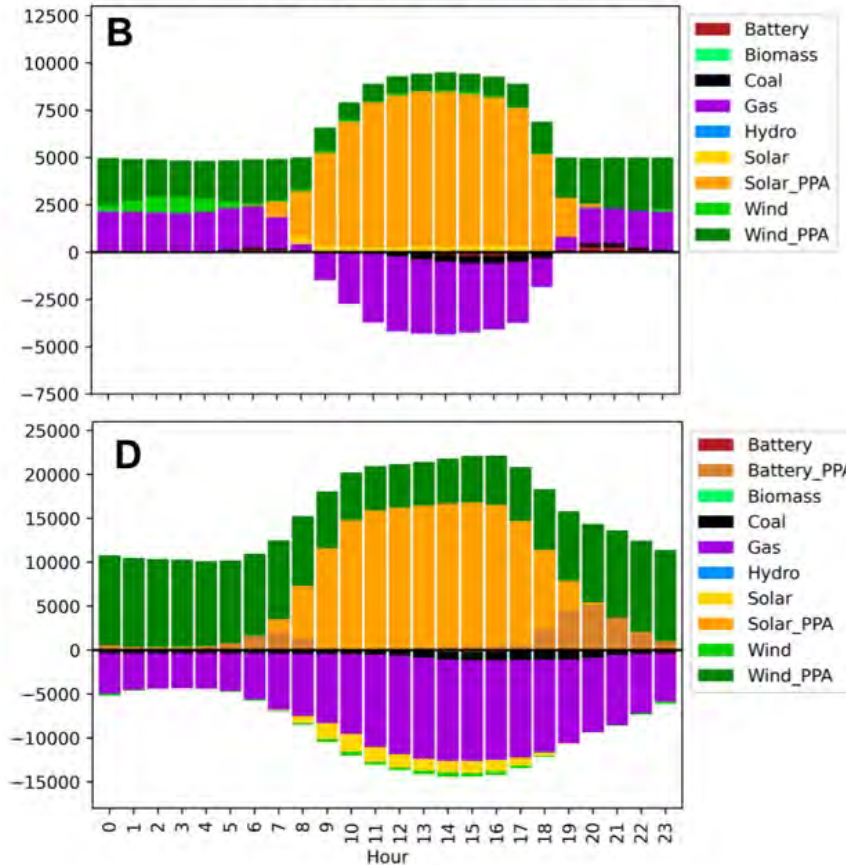 B
12500
10000
7500
5000
2500
0
−2500
−5000
−7500
Battery
Biomass
Coal
Gas
Hydro
Solar
Solar_PPA
Wind
Wind_PPA
D
25000
20000
15000
10000
5000
0
−5000
−10000
−15000
0 1 2 3 4 5 6 7 8 9 10 11 12 13 14 15 16 17 18 19 20 21 22 23
Hour
Battery
Battery_PPA
Biomass
Coal
Gas
Hydro
Solar
Solar_PPA
Wind
Wind_PPA